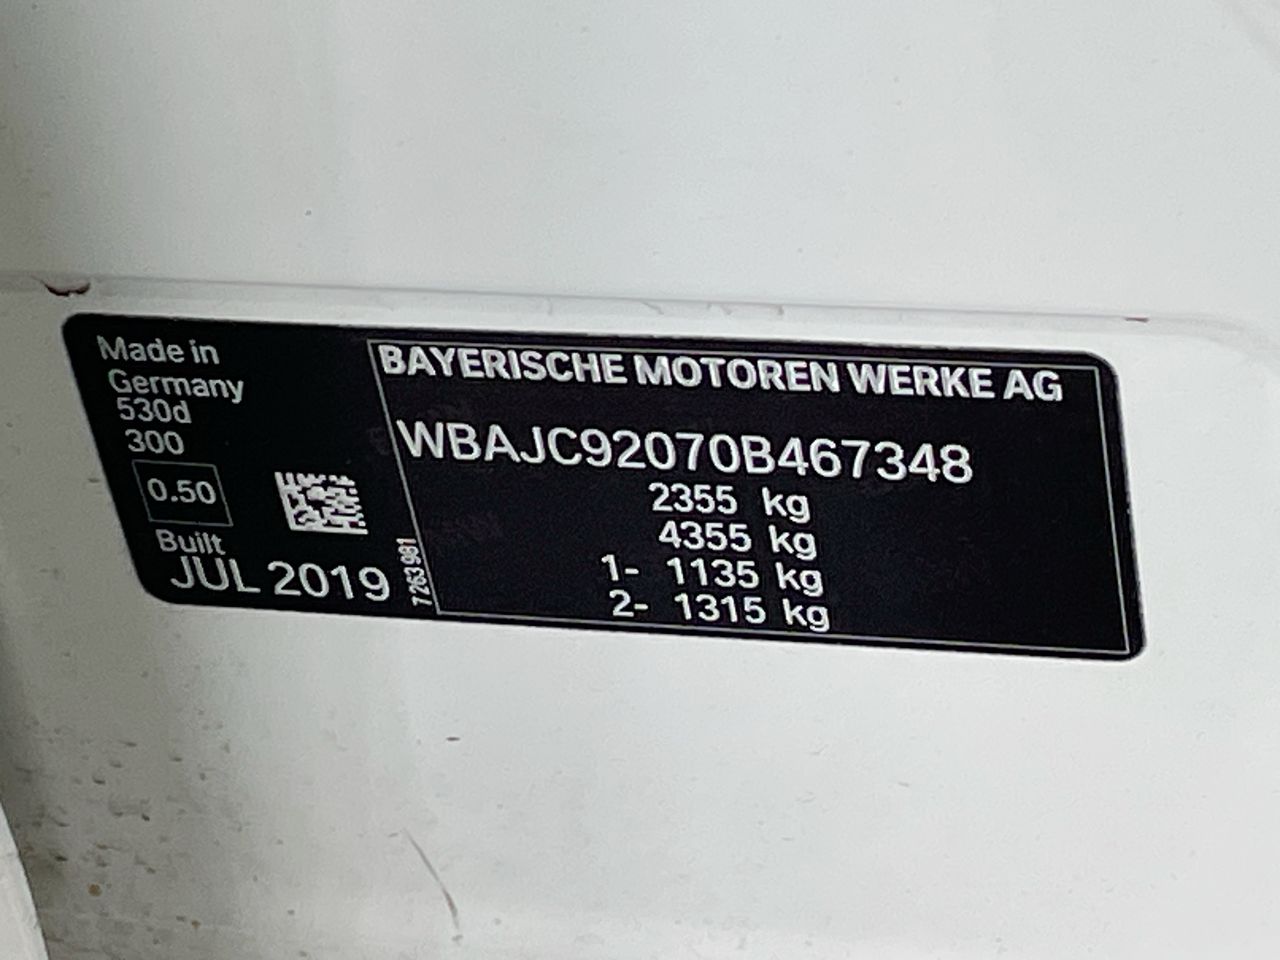 Made in
Germany
530d
300
0.50
Built
JUL 2019
7263981
BAYERISCHE MOTOREN WERKE AG
WBAJC92070B467348
2355 kg
4355 kg
1- 1135 kg
2- 1315 kg